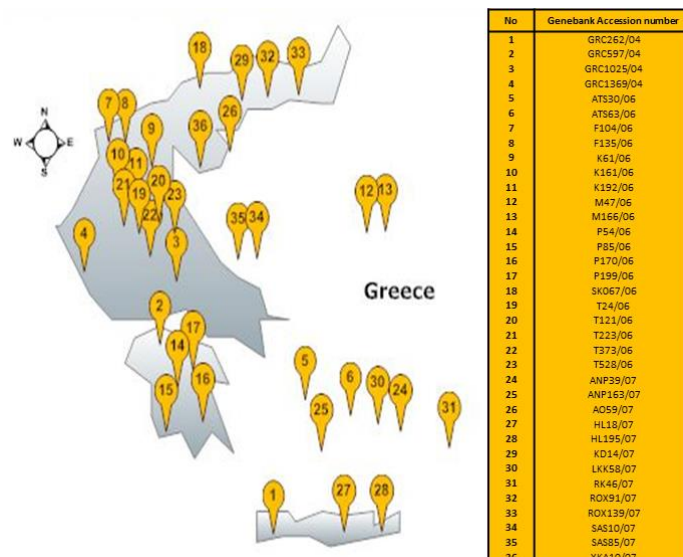 18
29
32
33
7
8
26
36
9
N
W
E
S
10
11
21
20
19
23
12
13
22
35
34
4
3
Greece
2
17
14
5
6
30
24
15
16
25
31
1
27
28
No Genebank Accession number
1 GRC262/04
2 GRC597/04
3 GRC1025/04
4 GRC1369/04
5 ATS30/06
6 ATS63/06
7 F104/06
8 F135/06
9 K61/06
10 K161/06
11 K192/06
12 M47/06
13 M166/06
14 P54/06
15 P85/06
16 P170/06
17 P199/06
18 SK067/06
19 T24/06
20 T121/06
21 T223/06
22 T373/06
23 T528/06
24 ANP39/07
25 ANP163/07
26 AO59/07
27 HL18/07
28 HL195/07
29 KD14/07
30 LKK58/07
31 RK46/07
32 ROX91/07
33 ROX139/07
34 SAS10/07
35 SAS85/07
36